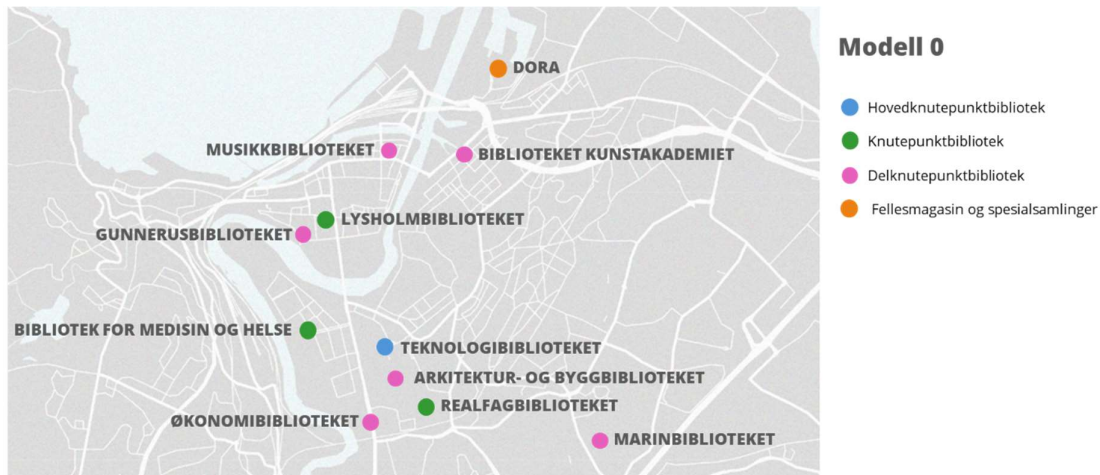 Modell 0
DORA
Hovedknutepunktbibliotek
Knutepunktbibliotek
MUSIKKBIBLIOTEKET
BIBLIOTEKET KUNSTAKADEMIET
Delknutepunktbibliotek
Fellesmagasin og spesialsamlinger
LYSHOLMBIBLIOTEKET
GUNNERUSBIBLIOTEKET
BIBLIOTEK FOR MEDISIN OG HELSE
TEKNOLOGIBIBLIOTEKET
ARKITEKTUR- OG BYGGBIBLIOTEKET
REALFAGBIBLIOTEKET
ØKONOMIBIBLIOTEKET
MARINBIBLIOTEKET